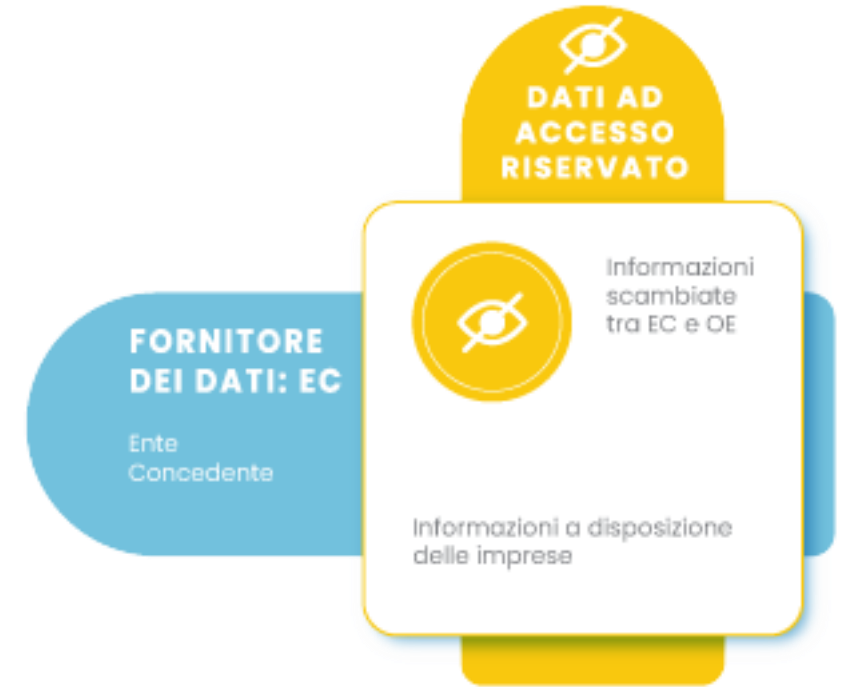 DATI AD
ACCESSO
RISERVATO
Informazioni
scambiate
tra EC e OE
FORNITORE
DEI DATI: EC
Ente
Concedente
Informazioni a disposizione
delle imprese